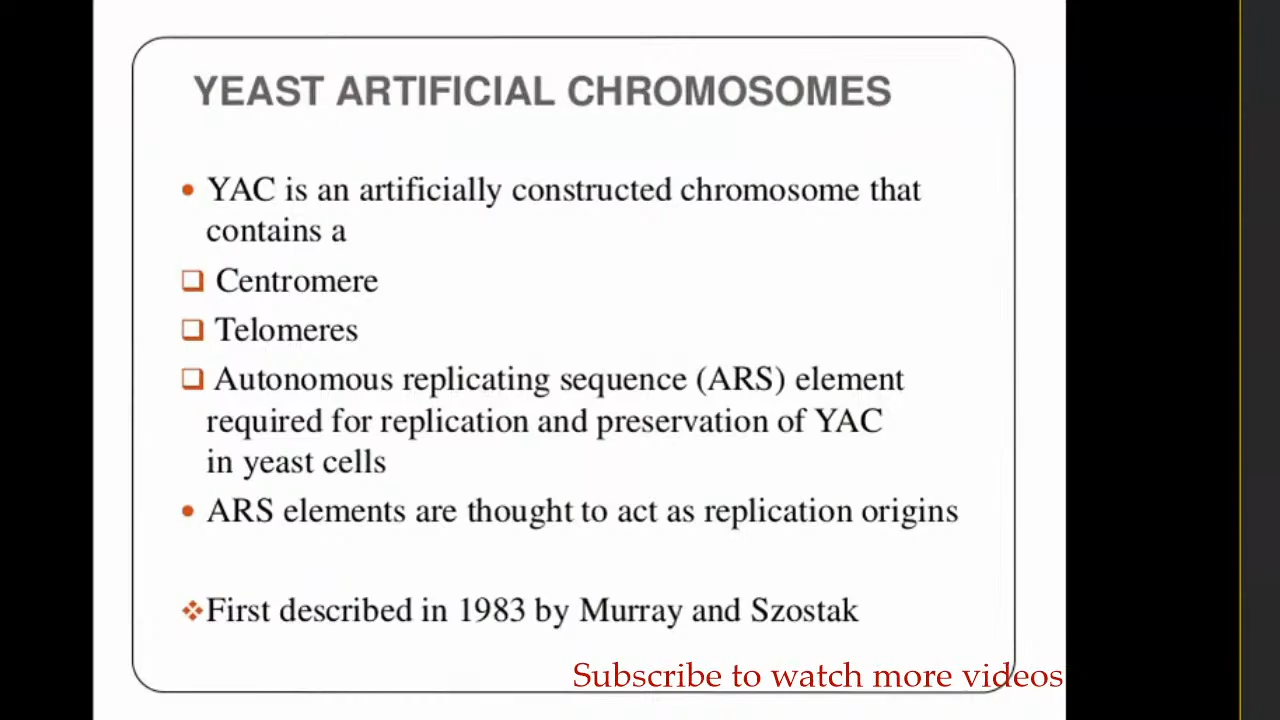 YEAST ARTIFICIAL CHROMOSOMES
• YAC is an artificially constructed chromosome that
contains a
❑ Centromere
❑ Telomeres
❑ Autonomous replicating sequence (ARS) element
required for replication and preservation of YAC
in yeast cells
• ARS elements are thought to act as replication origins
❖First described in 1983 by Murray and Szostak
Subscribe to watch more videos